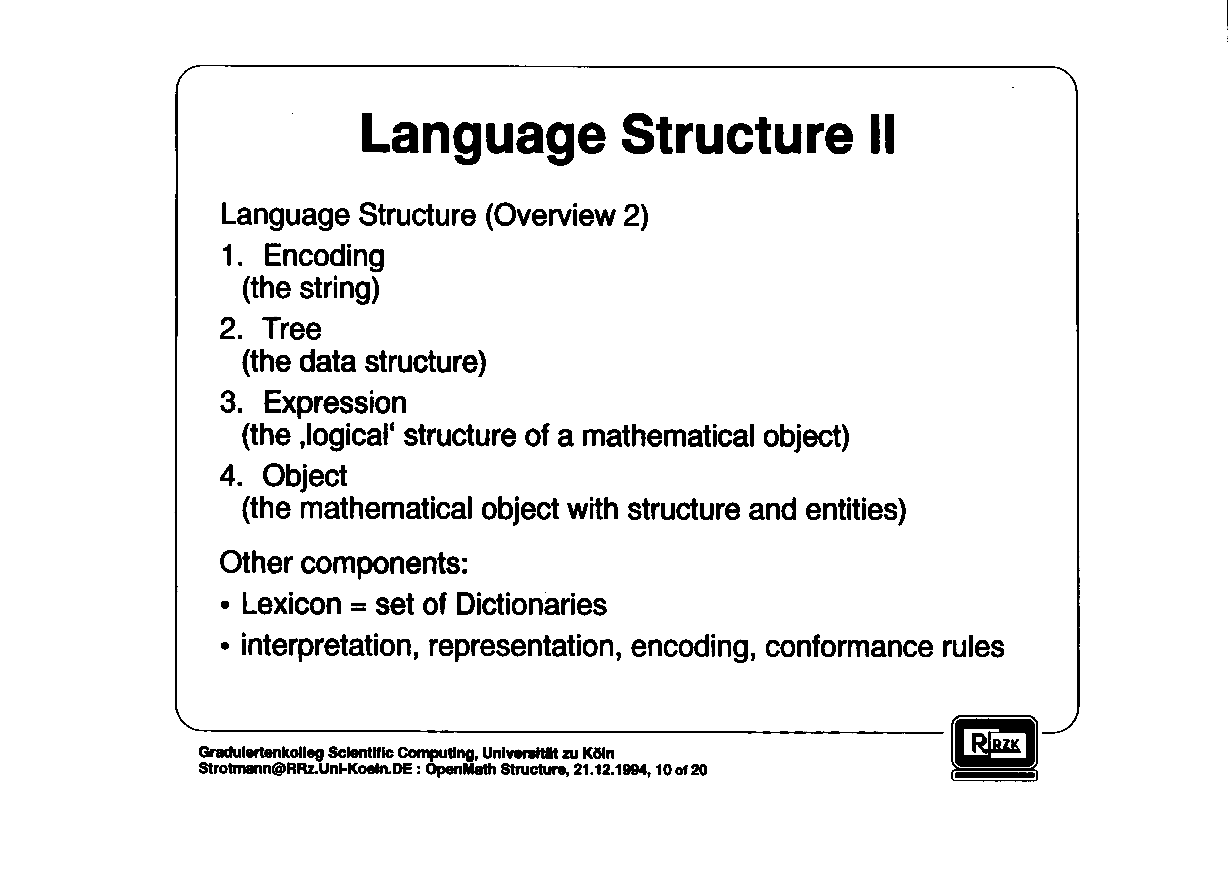 Language Structure II
Language Structure (Overview 2)
1. Encoding
(the string)
2. Tree
(the data structure)
3. Expression
(the ‚logical‘ structure of a mathematical object)
4. Object
(the mathematical object with structure and entities)
Other components:
• Lexicon = set of Dictionaries
• interpretation, representation, encoding, conformance rules
Graduiertenkolleg Scientific Computing, Universität zu Köln
Strotmann@RRz.Uni-Koeln.DE : OpenMath Structure, 21.12.1994, 10 of 20
RRZK